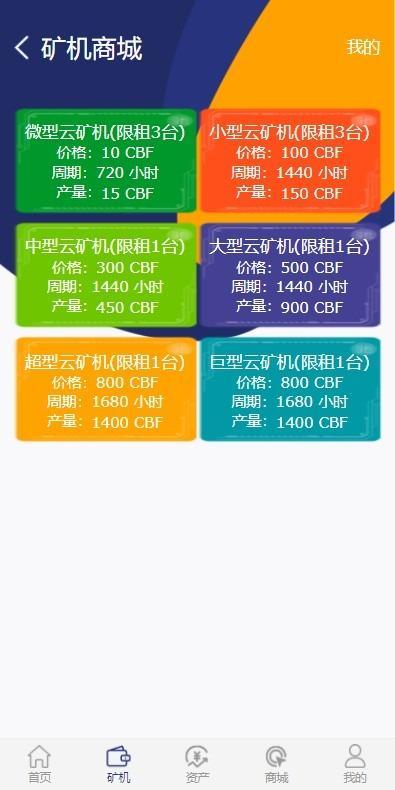 矿机商城
我的
微型云矿机(限租3台)
价格：10 CBF
周期：720 小时
产量：15 CBF
小型云矿机(限租3台)
价格：100 CBF
周期：1440 小时
产量：150 CBF
中型云矿机(限租1台)
价格：300 CBF
周期：1440 小时
产量：450 CBF
大型云矿机(限租1台)
价格：500 CBF
周期：1440 小时
产量：900 CBF
超型云矿机(限租1台)
价格：800 CBF
周期：1680 小时
产量：1400 CBF
巨型云矿机(限租1台)
价格：800 CBF
周期：1680 小时
产量：1400 CBF
首页
矿机
资产
商城
我的